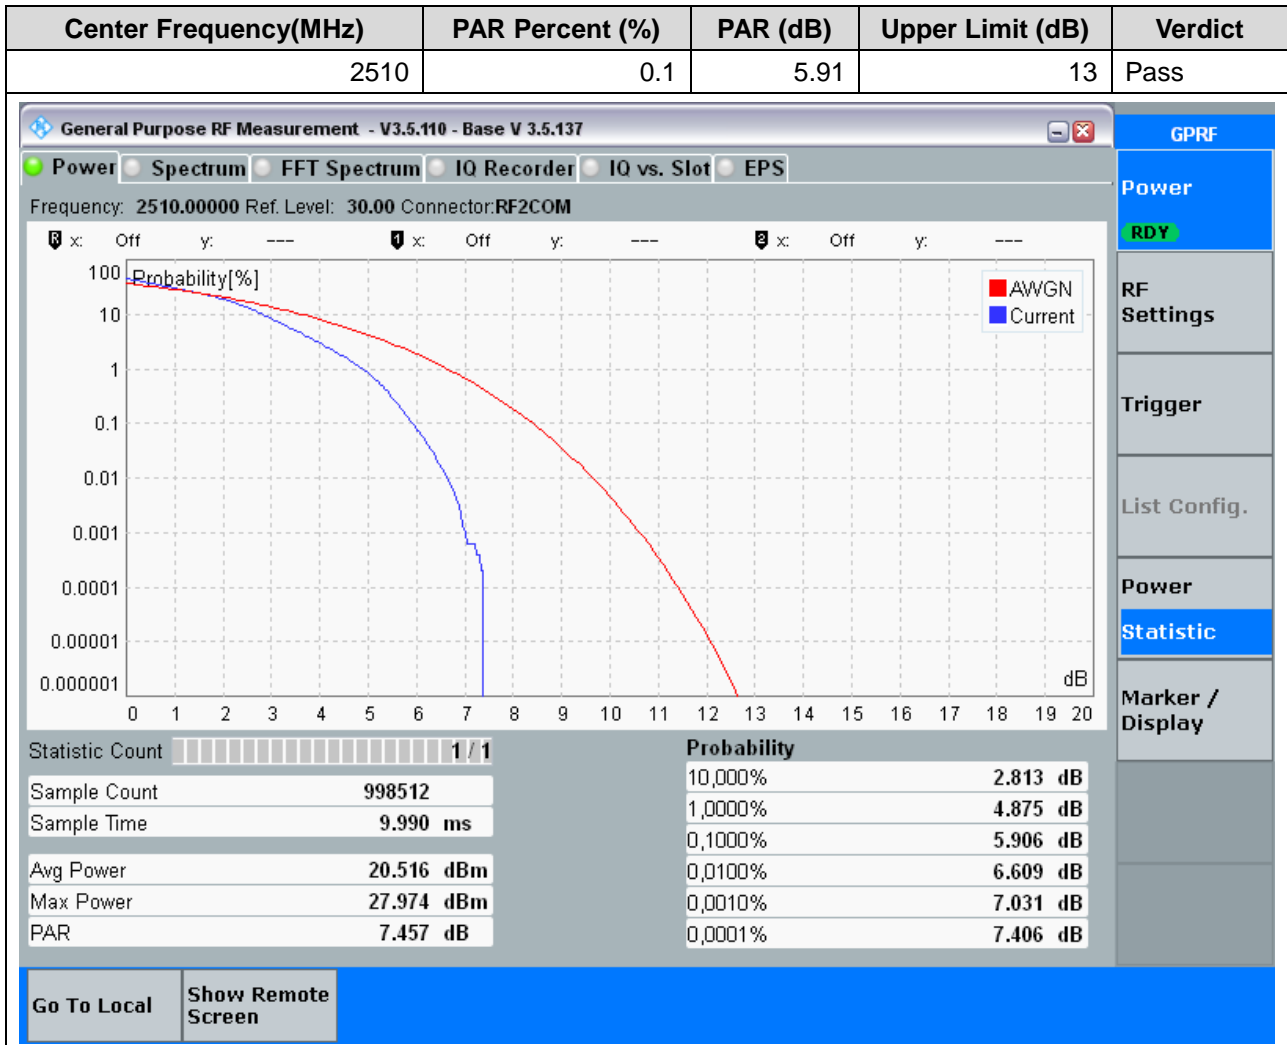 Center Frequency(MHz) PAR Percent (%) PAR (dB) Upper Limit (dB) Verdict
2510 0.1 5.91 13 Pass
General Purpose RF Measurement - V3.5.110 - Base V 3.5.137
GPRF
Power Spectrum FFT Spectrum IQ Recorder IQ vs. Slot EPS
Power
RDY
Frequency: 2510.00000 Ref. Level: 30.00 Connector:RF2COM
R x: Off y: --- 1 x: Off y: --- 2 x: Off y: ---
Probability[%]
AWGN
Current
100
10
1
0.1
0.01
0.001
0.0001
0.00001
0.000001
dB
0 1 2 3 4 5 6 7 8 9 10 11 12 13 14 15 16 17 18 19 20
RF
Settings
Trigger
List Config.
Power
Statistic
Marker /
Display
Statistic Count 1 / 1
Sample Count 998512
Sample Time 9.990 ms
Avg Power 20.516 dBm
Max Power 27.974 dBm
PAR 7.457 dB
Probability
10,000% 2.813 dB
1,0000% 4.875 dB
0,1000% 5.906 dB
0,0100% 6.609 dB
0,0010% 7.031 dB
0,0001% 7.406 dB
Go To Local
Show Remote
Screen